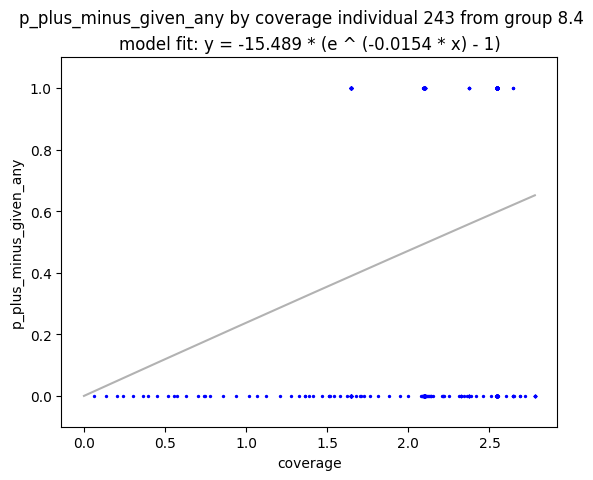 p_plus_minus_given_any by coverage individual 243 from group 8.4
model fit: y = -15.489 * (e ^ (-0.0154 * x) - 1)
1.0
0.8
0.6
0.4
0.2
0.0
p_plus_minus_given_any
0.0 0.5 1.0 1.5 2.0 2.5
coverage